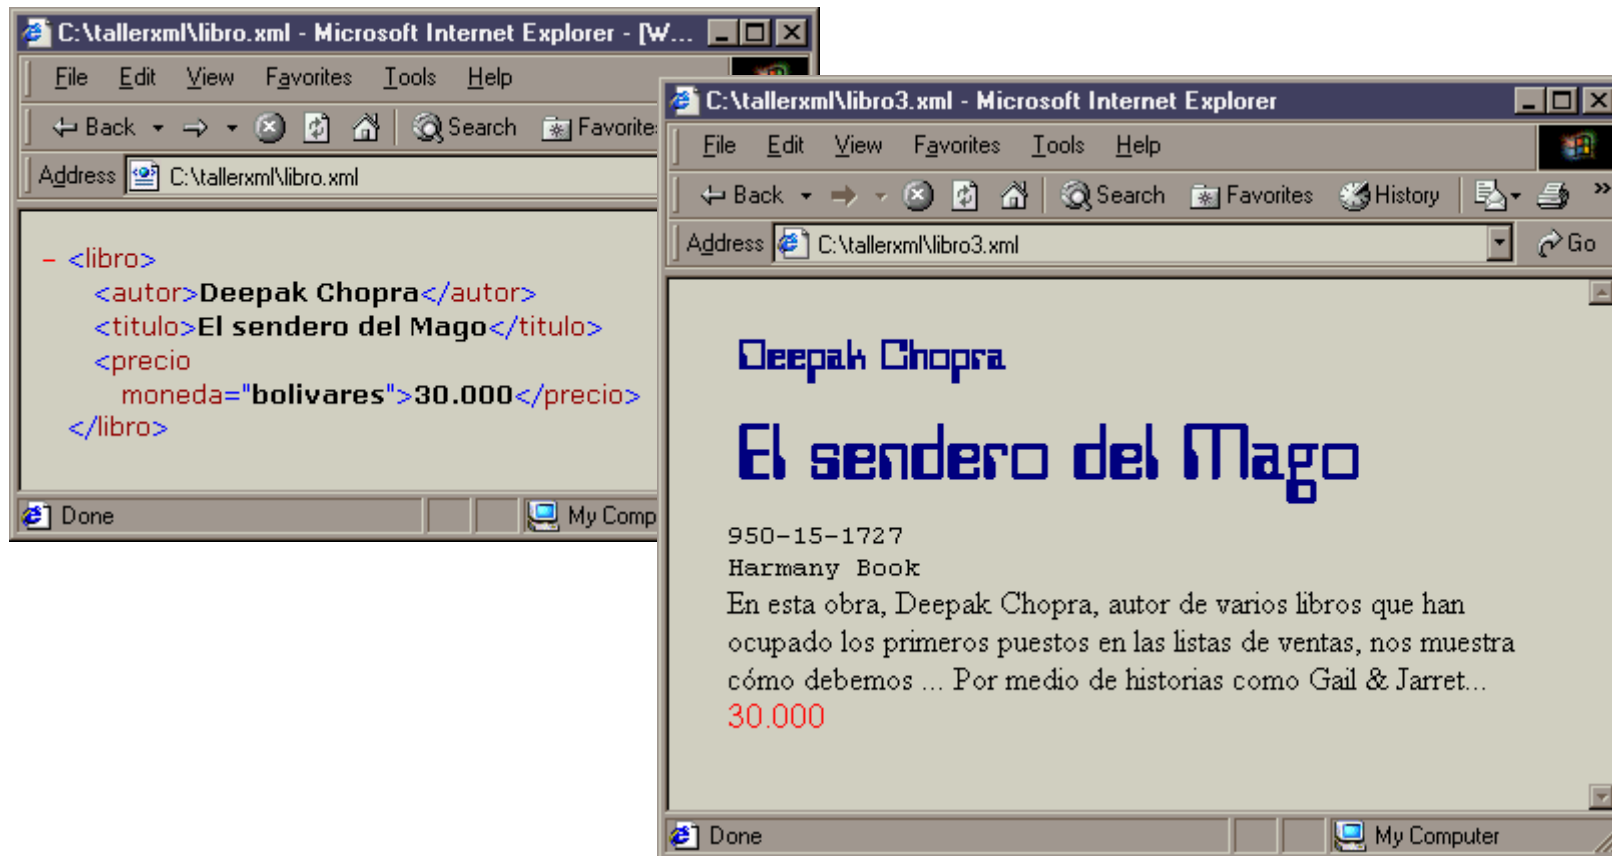 C:\tallerxml\libro.xml - Microsoft Internet Explorer - [W...
File Edit View Favorites Tools Help
Back Search Favorite
Address C:\tallerxml\libro.xml
– <libro>
<autor>Deepak Chopra</autor>
<titulo>El sendero del Mago</titulo>
<precio
moneda="bolivares">30.000</precio>
</libro>
Done My Comp
C:\tallerxml\libro3.xml - Microsoft Internet Explorer
File Edit View Favorites Tools Help
Back Search Favorites History »
Address C:\tallerxml\libro3.xml Go
Deepak Chopra
El sendero del Mago
950-15-1727
Harmany Book
En esta obra, Deepak Chopra, autor de varios libros que han
ocupado los primeros puestos en las listas de ventas, nos muestra
cómo debemos ... Por medio de historias como Gail & Jarret...
30.000
Done My Computer